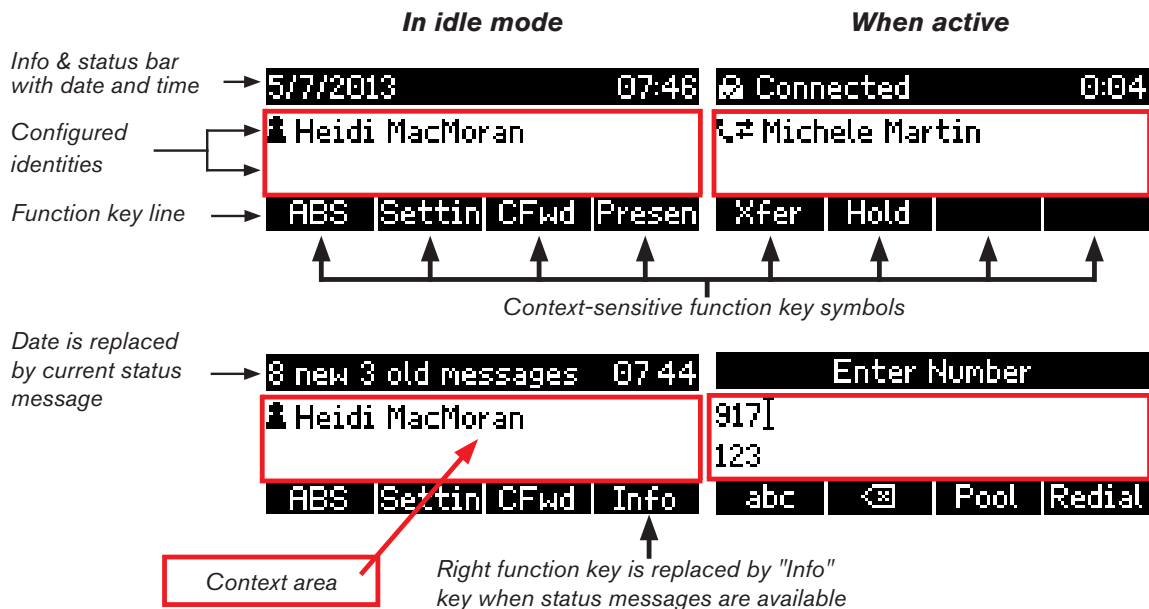 In idle mode
When active
Info & status bar
with date and time
5/7/2013 07:46
Connected 0:04
Configured
identities
Heidi MacMoran
Michele Martin
Function key line
ABS Settin CFwd Presen
Xfer Hold
Context-sensitive function key symbols
Date is replaced
by current status
message
8 new 3 old messages 07 44
Enter Number
Heidi MacMoran
917
123
ABS Settin CFwd Info
abc Pool Redial
Context area
Right function key is replaced by "Info"
key when status messages are available